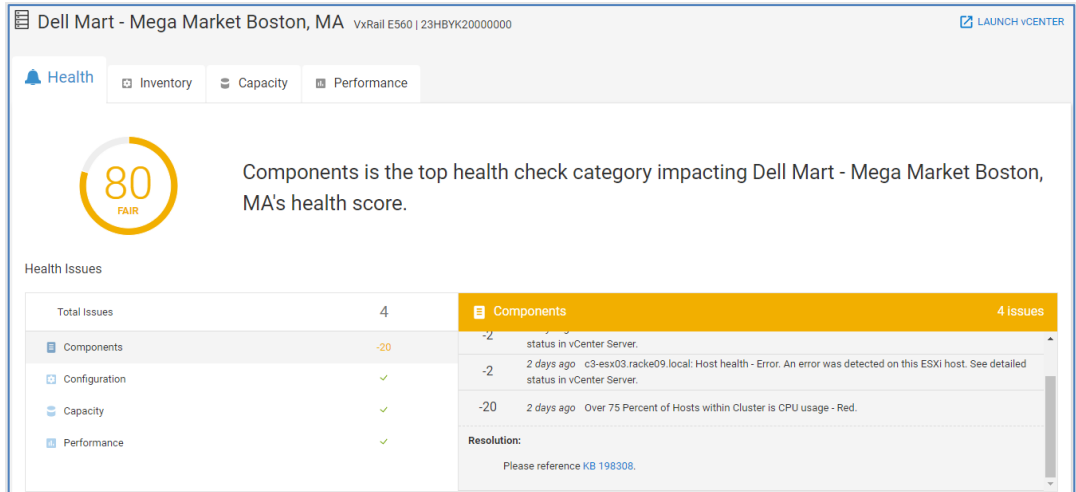 Dell Mart - Mega Market Boston, MA VxRail E560 | 23HBYK20000000
LAUNCH vCENTER
Health
Inventory
Capacity
Performance
80
FAIR
Components is the top health check category impacting Dell Mart - Mega Market Boston,
MA's health score.
Health Issues
Total Issues 4
Components -20
Configuration
Capacity
Performance
Components 4 issues
-2
status in vCenter Server.
-2 2 days ago c3-esx03.racke09.local: Host health - Error. An error was detected on this ESXi host. See detailed
status in vCenter Server.
-20 2 days ago Over 75 Percent of Hosts within Cluster is CPU usage - Red.
Resolution:
Please reference KB 198308.